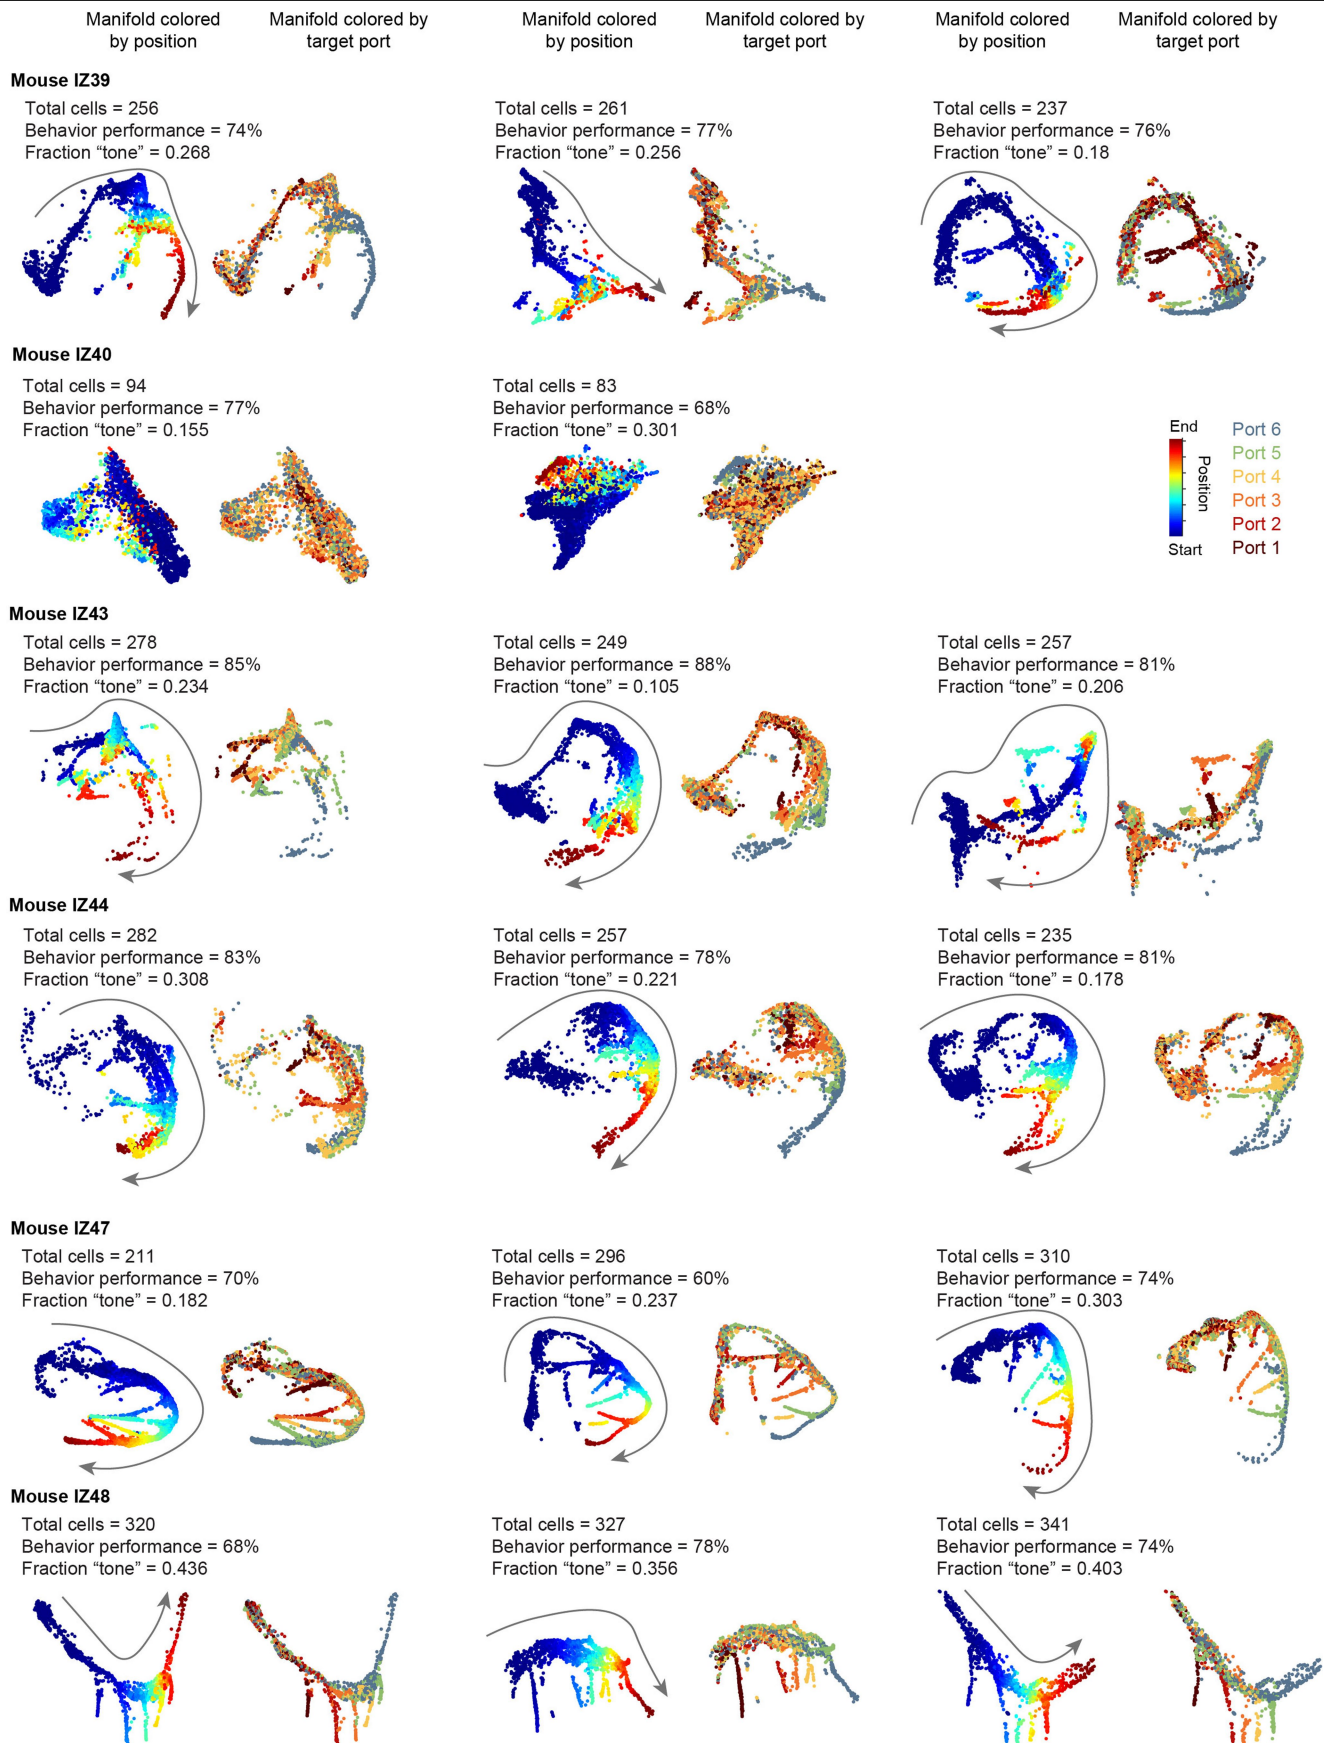 Manifold colored by position
Manifold colored by target port
Manifold colored by position
Manifold colored by target port
Manifold colored by position
Manifold colored by target port
Mouse IZ39
Total cells = 256
Behavior performance = 74%
Fraction “tone” = 0.268
Total cells = 261
Behavior performance = 77%
Fraction “tone” = 0.256
Total cells = 237
Behavior performance = 76%
Fraction “tone” = 0.18
Mouse IZ40
Total cells = 94
Behavior performance = 77%
Fraction “tone” = 0.155
Total cells = 83
Behavior performance = 68%
Fraction “tone” = 0.301
End
Position
Start
Port 6
Port 5
Port 4
Port 3
Port 2
Port 1
Mouse IZ43
Total cells = 278
Behavior performance = 85%
Fraction “tone” = 0.234
Total cells = 249
Behavior performance = 88%
Fraction “tone” = 0.105
Total cells = 257
Behavior performance = 81%
Fraction “tone” = 0.206
Mouse IZ44
Total cells = 282
Behavior performance = 83%
Fraction “tone” = 0.308
Total cells = 257
Behavior performance = 78%
Fraction “tone” = 0.221
Total cells = 235
Behavior performance = 81%
Fraction “tone” = 0.178
Mouse IZ47
Total cells = 211
Behavior performance = 70%
Fraction “tone” = 0.182
Total cells = 296
Behavior performance = 60%
Fraction “tone” = 0.237
Total cells = 310
Behavior performance = 74%
Fraction “tone” = 0.303
Mouse IZ48
Total cells = 320
Behavior performance = 68%
Fraction “tone” = 0.436
Total cells = 327
Behavior performance = 78%
Fraction “tone” = 0.356
Total cells = 341
Behavior performance = 74%
Fraction “tone” = 0.403